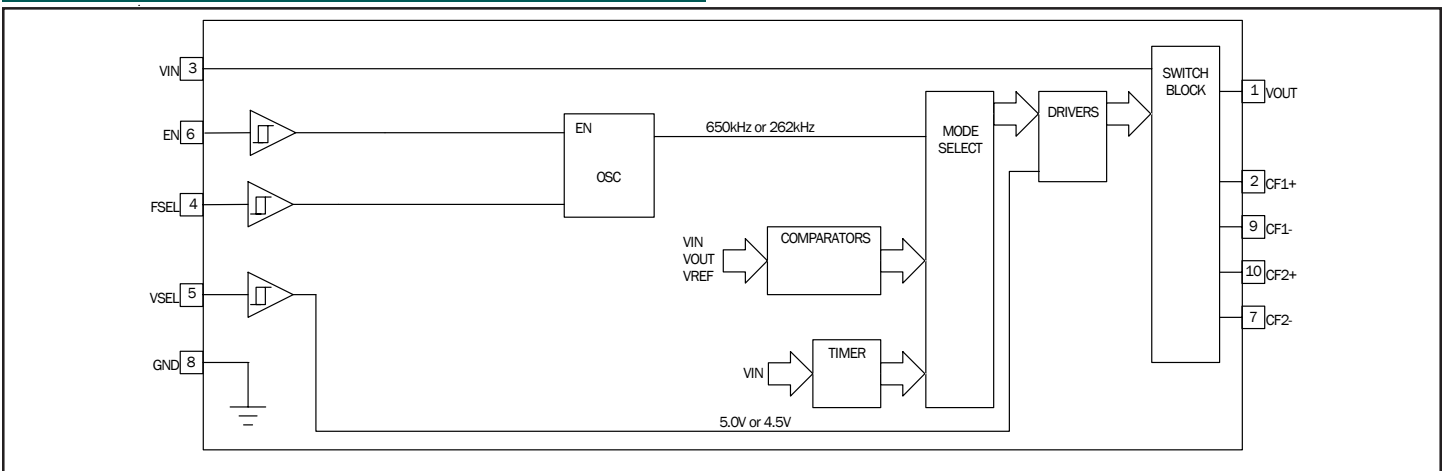 VIN 3
EN 6
FSEL 4
VSEL 5
GND 8
EN
OSC
650kHz or 262kHz
VIN
VOUT
VREF
COMPARATORS
VIN
TIMER
5.0V or 4.5V
MODE
SELECT
DRIVERS
SWITCH
BLOCK
1 VOUT
2 CF1+
9 CF1-
10 CF2+
7 CF2-